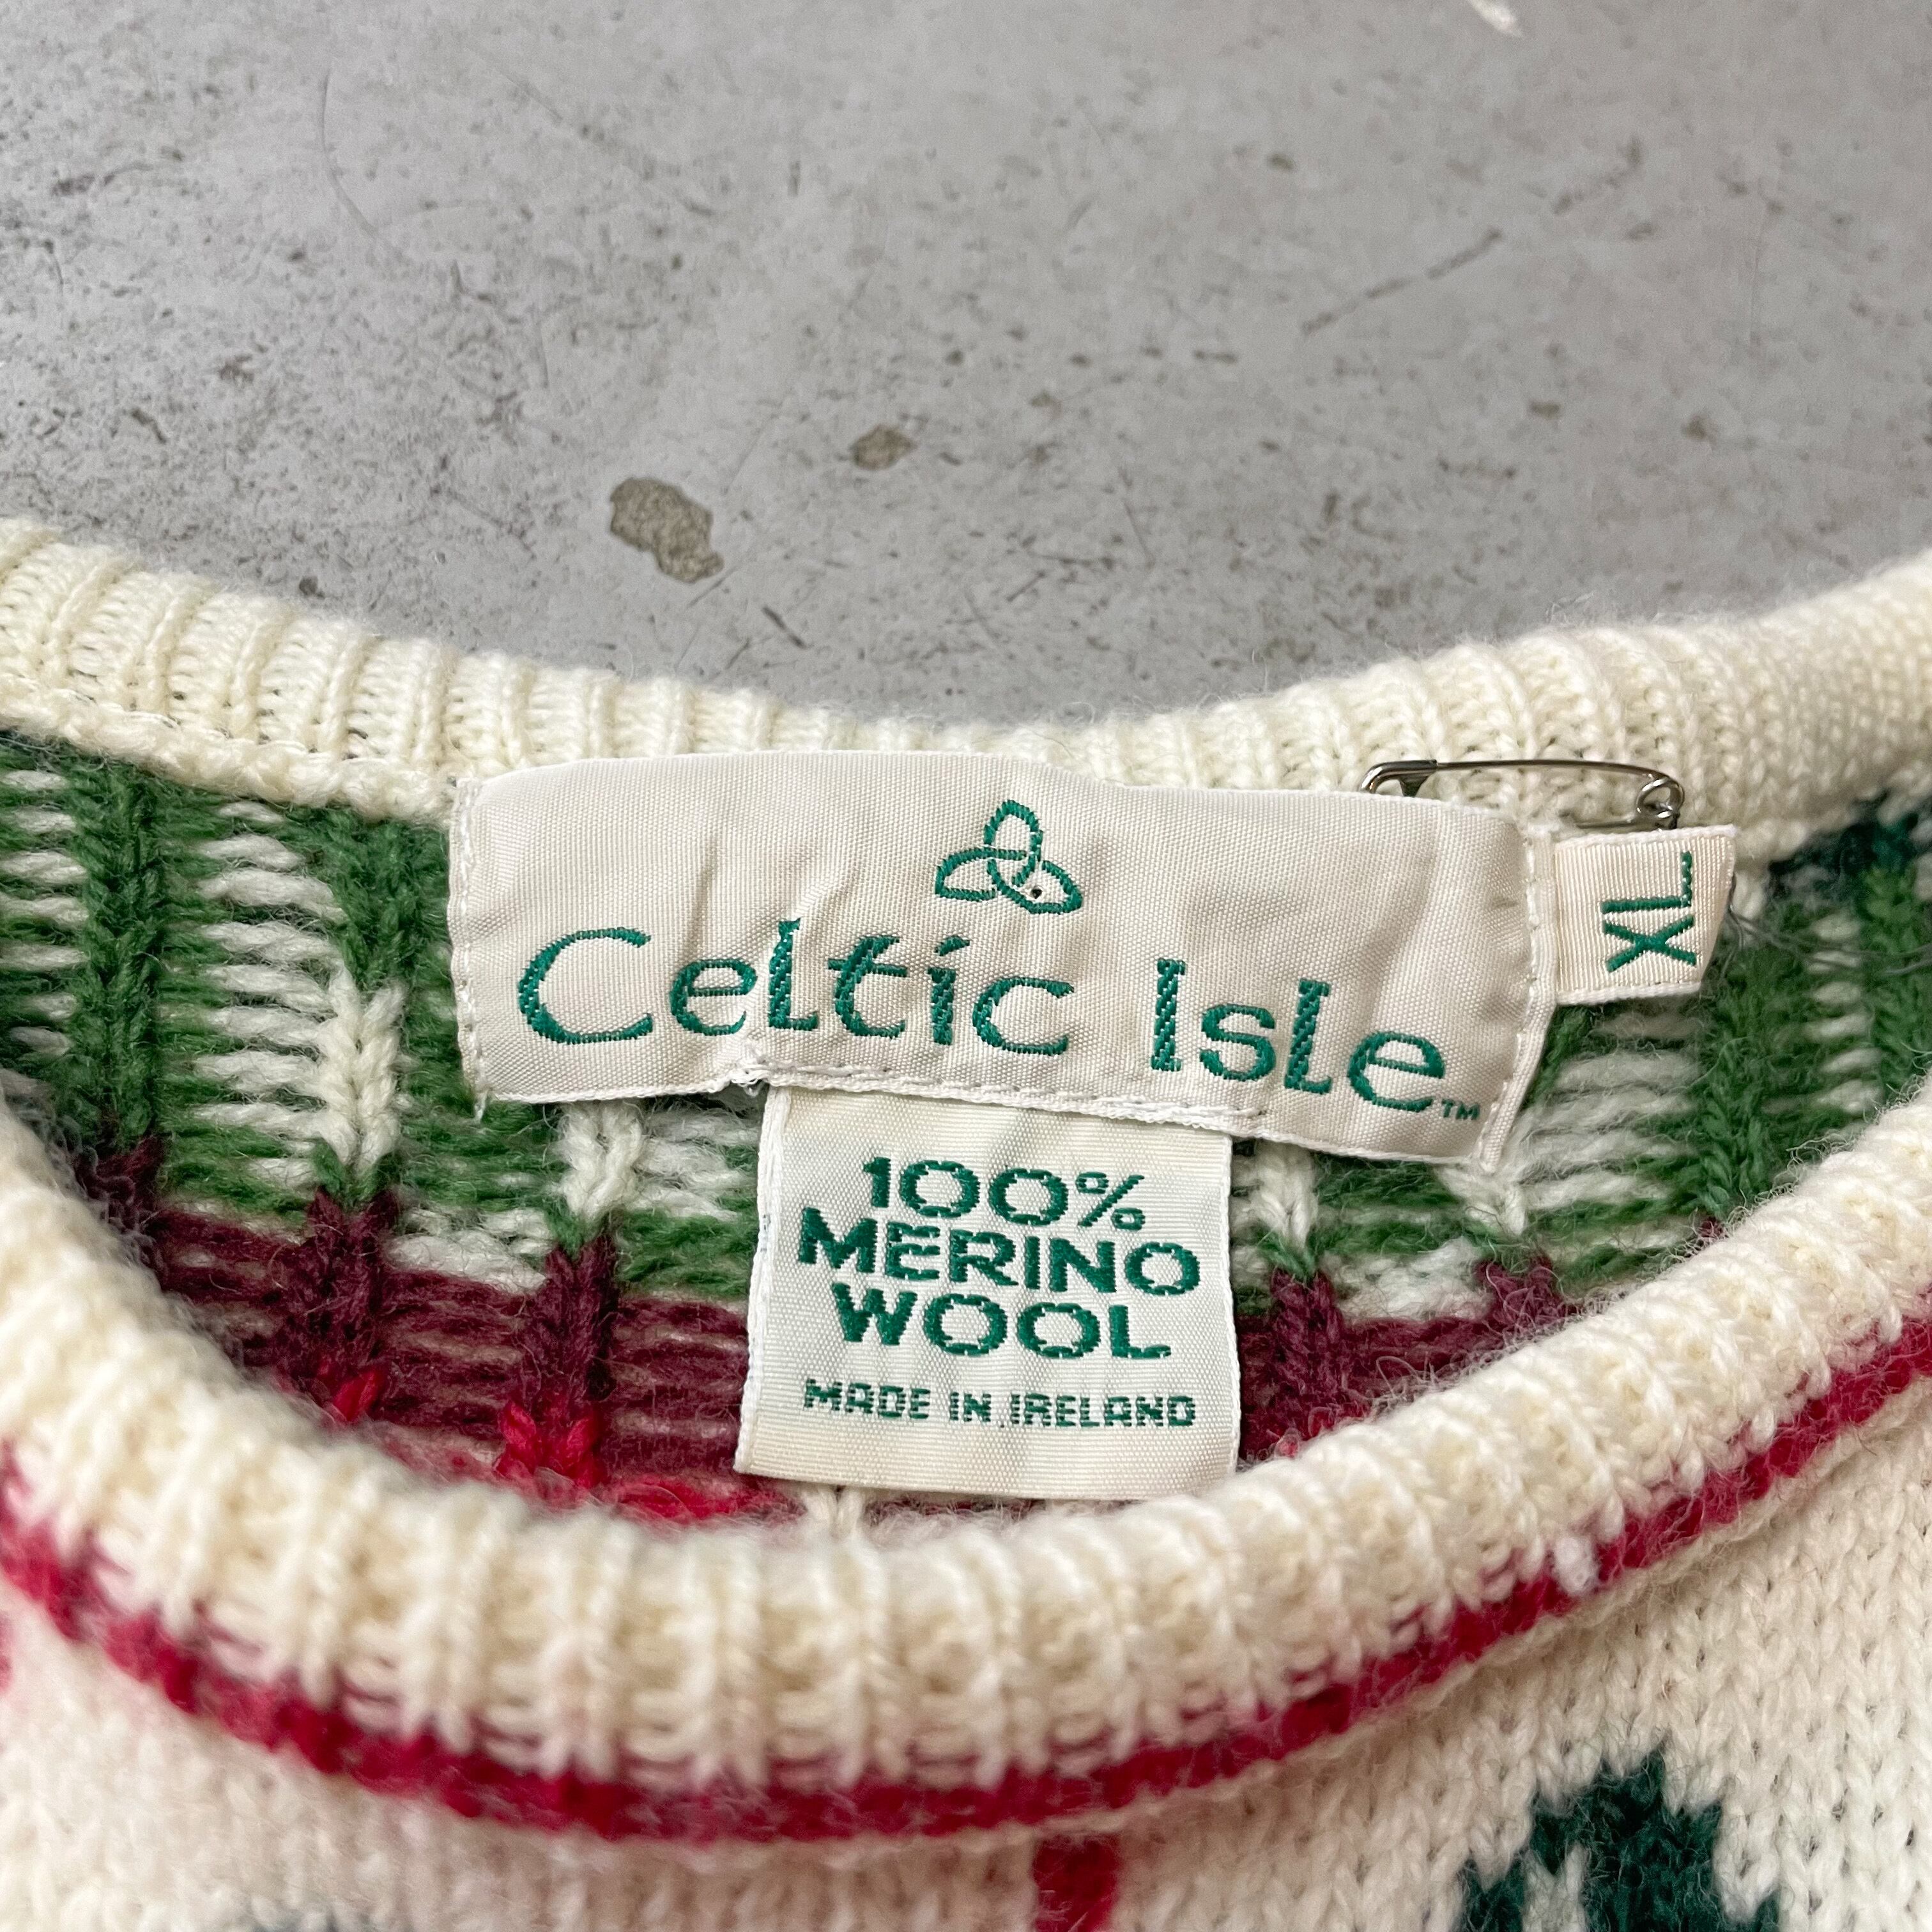 Celtic Isle™
XL
100%
MERINO
WOOL
MADE IN IRELAND